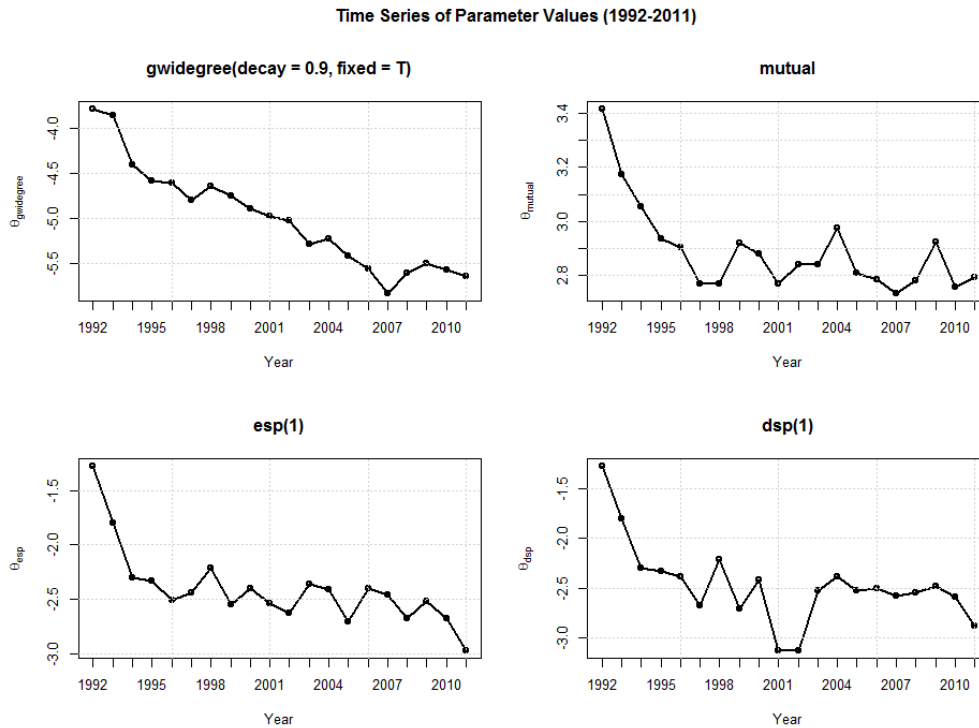 Time Series of Parameter Values (1992-2011)
gwidegree(decay = 0.9, fixed = T)
θgwidegree
-4.0
-4.5
-5.0
-5.5
1992 1995 1998 2001 2004 2007 2010
Year
mutual
θmutual
3.4
3.2
3.0
2.8
1992 1995 1998 2001 2004 2007 2010
Year
esp(1)
θesp
-1.5
-2.0
-2.5
-3.0
1992 1995 1998 2001 2004 2007 2010
Year
dsp(1)
θdsp
-1.5
-2.0
-2.5
-3.0
1992 1995 1998 2001 2004 2007 2010
Year